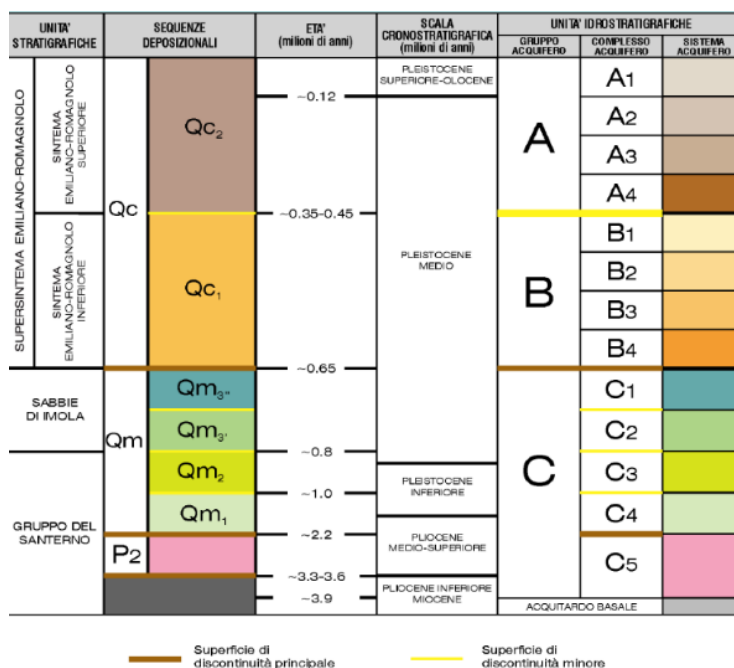 UNITA'
STRATIGRAFICHE
SEQUENZE
DEPOSIZIONALI
ETA'
(milioni di anni)
SCALA
CRONOSTRATIGRAFICA
(milioni di anni)
UNITA' IDROSTRATIGRAFICHE
GRUPPO
ACQUIFERO
COMPLESSO
ACQUIFERO
SISTEMA
ACQUIFERO
SUPERSINTEMA EMILIANO-ROMAGNOLO
SINTEMA
EMILIANO-ROMAGNOLO
SUPERIORE
SINTEMA
EMILIANO-ROMAGNOLO
INFERIORE
SABBIE
DI IMOLA
GRUPPO DEL
SANTERNO
Qc
Qm
P2
Qc2
Qc1
Qm3"
Qm3'
Qm2
Qm1
~0.12
~0.35-0.45
~0.65
~0.8
~1.0
~2.2
~3.3-3.6
~3.9
PLEISTOCENE
SUPERIORE-OLOCENE
PLEISTOCENE
MEDIO
PLEISTOCENE
INFERIORE
PLIOCENE
MEDIO-SUPERIORE
PLIOCENE INFERIORE
MIOCENE
A
B
C
A1
A2
A3
A4
B1
B2
B3
B4
C1
C2
C3
C4
C5
ACQUITARDO BASALE
Superficie di
discontinuità principale
Superficie di
discontinuità minore